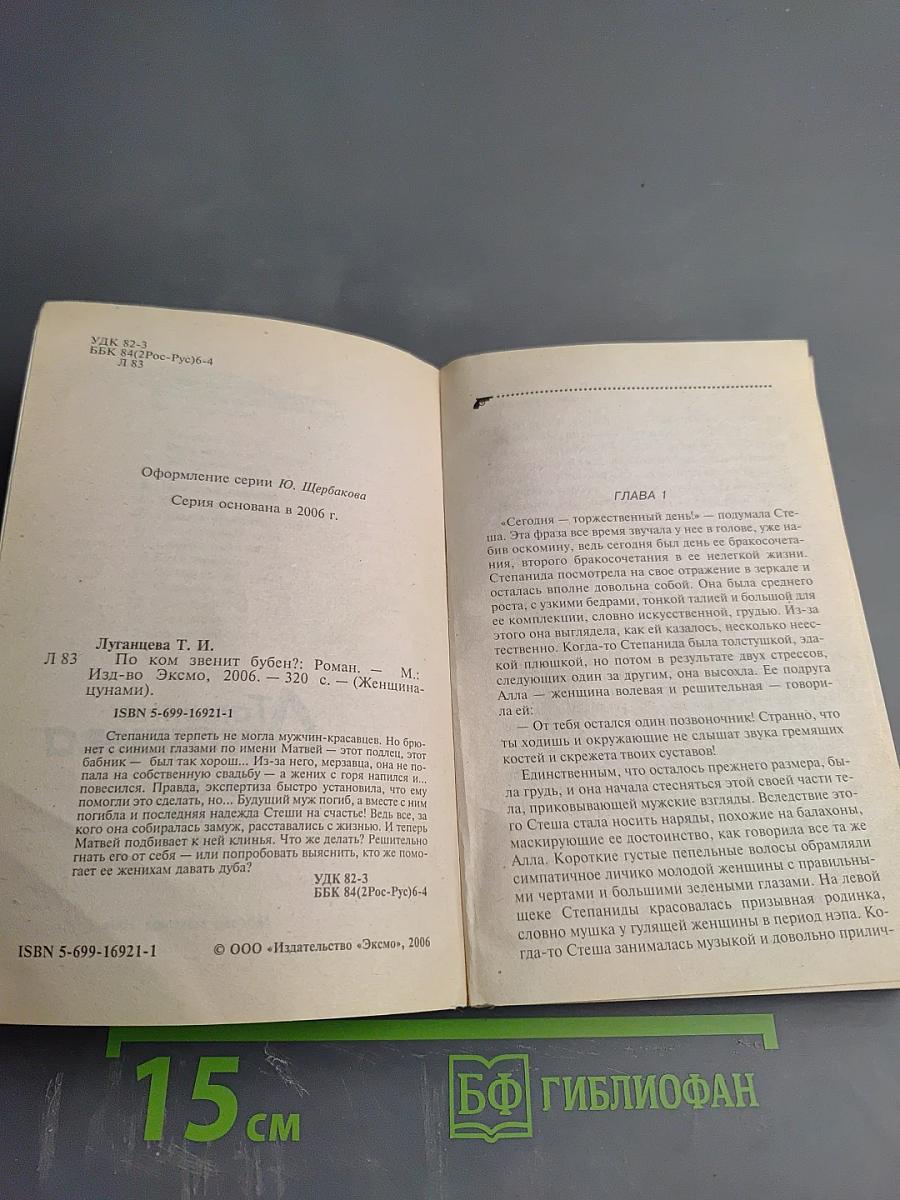 УДК 82-3
ББК 84(2Рос-Рус)6-4
Л 83
Оформление серии Ю. Щербакова
Серия основана в 2006 г.
Луганцева Т. И.
Л 83 По ком звенит бубен?: Роман. — М.:
Изд-во Эксмо, 2006. — 320 с. — (Женщина-
цунами).
ISBN 5-699-16921-1
Степанида терпеть не могла мужчин-красавцев. Но брю-
нет с синими глазами по имени Матвей — этот подлец, этот
бабник — был так хорош... Из-за него, мерзавца, она не по-
пала на собственную свадьбу — а жених с горя напился и...
повесился. Правда, экспертиза быстро установила, что ему
помогли это сделать, но... Будущий муж погиб, а вместе с ним
погибла и последняя надежда Стеши на счастье! Ведь все, за
кого она собиралась замуж, расставались с жизнью. И теперь
Матвей подбивает к ней клинья. Что же делать? Решительно
гнать его от себя — или попробовать выяснить, кто же помо-
гает ее женихам давать дуба?
УДК 82-3
ББК 84(2Рос-Рус)6-4
ISBN 5-699-16921-1
© ООО «Издательство «Эксмо», 2006
ГЛАВА 1
«Сегодня — торжественный день!» — подумала Сте-
ша. Эта фраза все время звучала у нее в голове, уже на-
бив оскомину, ведь сегодня был день ее бракосочета-
ния, второго бракосочетания в ее нелегкой жизни.
Степанида посмотрела на свое отражение в зеркале и
осталась вполне довольна собой. Она была среднего
роста, с узкими бедрами, тонкой талией и большой для
ее комплекции, словно искусственной, грудью. Из-за
этого она выглядела, как ей казалось, несколько неес-
тественно. Когда-то Степанида была толстушкой, эда-
кой плюшкой, но потом в результате двух стрессов,
следующих один за другим, она высохла. Ее подруга
Алла — женщина волевая и решительная — говори-
ла ей:
— От тебя остался один позвоночник! Странно, что
ты ходишь и окружающие не слышат звука гремящих
костей и скрежета твоих суставов!
Единственным, что осталось прежнего размера, бы-
ла грудь, и она начала стесняться этой своей части те-
ла, приковывающей мужские взгляды. Вследствие это-
го Стеша стала носить наряды, похожие на балахоны,
маскирующие ее достоинство, как говорила все та же
Алла. Короткие густые пепельные волосы обрамляли
симпатичное личико молодой женщины с правильны-
ми чертами и большими зелеными глазами. На левой
щеке Степаниды красовалась призывная родинка,
словно мушка у гулящей женщины в период нэпа. Ко-
гда-то Стеша занималась музыкой и довольно прилич-
15 см
БФ ГИБЛИОФАН